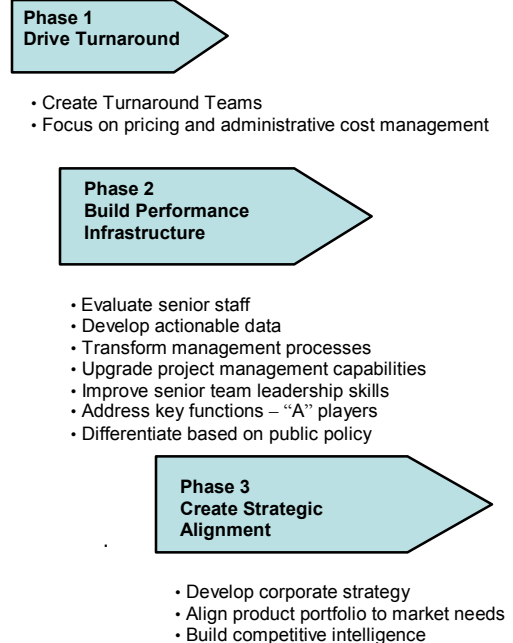 Phase 1
Drive Turnaround
• Create Turnaround Teams
• Focus on pricing and administrative cost management
Phase 2
Build Performance
Infrastructure
• Evaluate senior staff
• Develop actionable data
• Transform management processes
• Upgrade project management capabilities
• Improve senior team leadership skills
• Address key functions – “A” players
• Differentiate based on public policy
Phase 3
Create Strategic
Alignment
.
• Develop corporate strategy
• Align product portfolio to market needs
• Build competitive intelligence